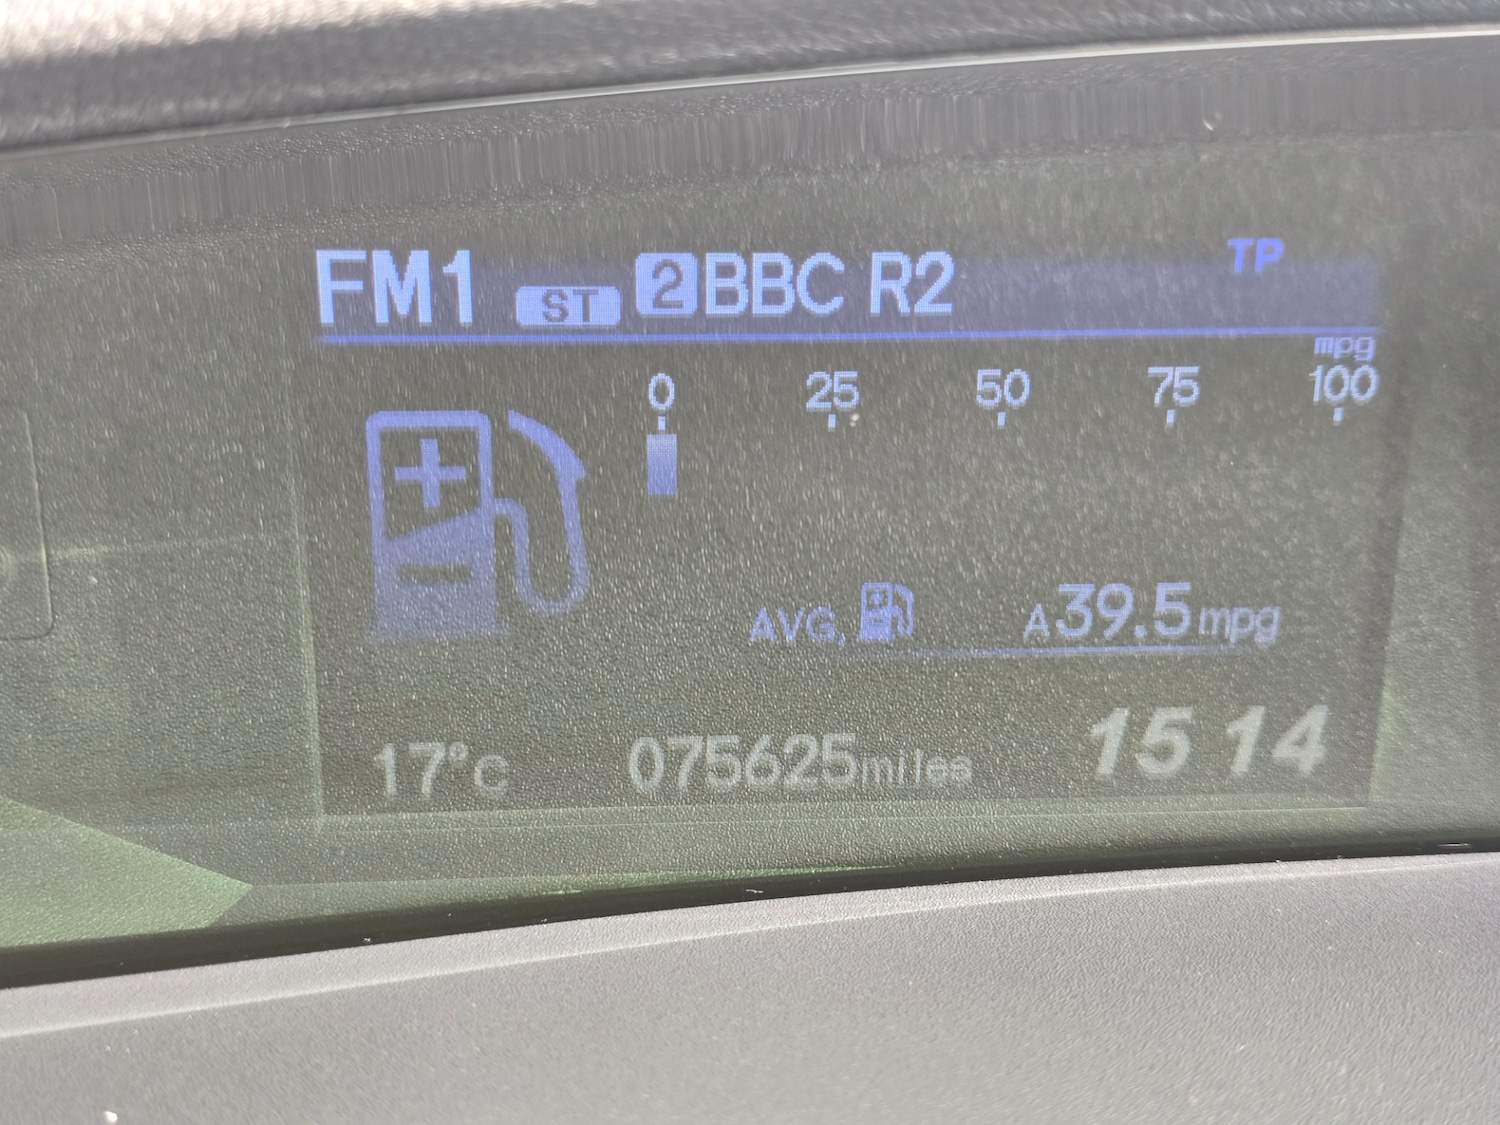 FM1 ST 2 BBC R2 TP
mpg
0 25 50 75 100
AVG. A39.5mpg
17°C 075625miles 15 14